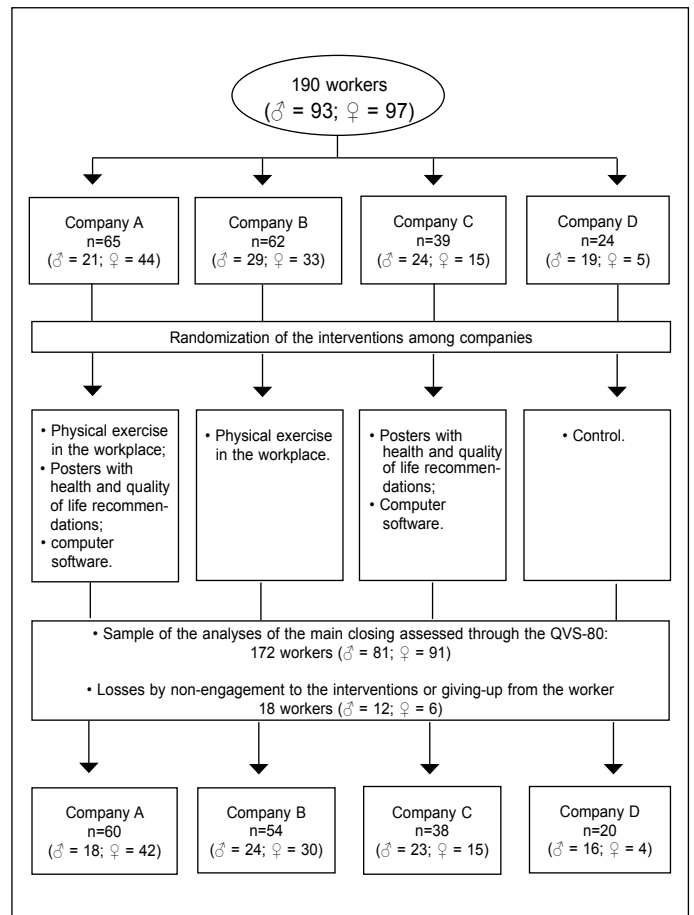 190 workers
(♂ = 93; ♀ = 97)
Company A
n=65
(♂ = 21; ♀ = 44)
Company B
n=62
(♂ = 29; ♀ = 33)
Company C
n=39
(♂ = 24; ♀ = 15)
Company D
n=24
(♂ = 19; ♀ = 5)
Randomization of the interventions among companies
• Physical exercise
in the workplace;
• Posters with
health and quality
of life recommen-
dations;
• computer
software.
• Physical exercise
in the workplace.
• Posters with
health and quality
of life recommen-
dations;
• Computer
software.
• Control.
• Sample of the analyses of the main closing assessed through the QVS-80:
172 workers (♂ = 81; ♀ = 91)
• Losses by non-engagement to the interventions or giving-up from the worker
18 workers (♂ = 12; ♀ = 6)
Company A
n=60
(♂ = 18; ♀ = 42)
Company B
n=54
(♂ = 24; ♀ = 30)
Company C
n=38
(♂ = 23; ♀ = 15)
Company D
n=20
(♂ = 16; ♀ = 4)